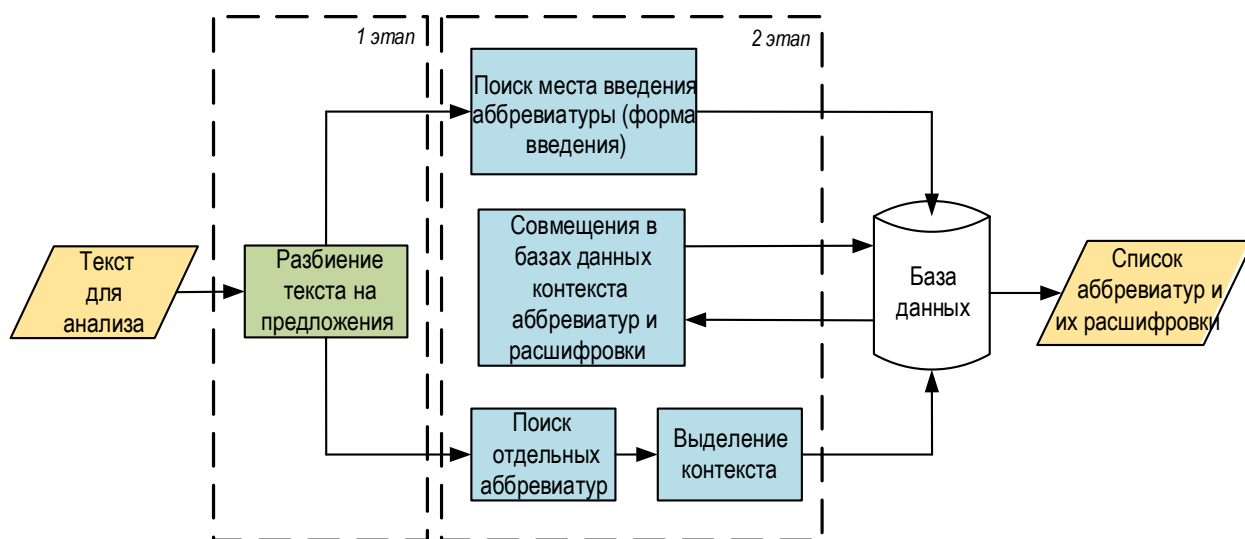 1 этап
2 этап
Поиск места введения
аббревиатуры (форма
введения)
Совмещения в
базах данных
контекста
аббревиатур и
расшифровки
Текст
для
анализа
Разбиение
текста на
предложения
База
данных
Список
аббревиатур и
их расшифровки
Поиск
отдельных
аббревиатур
Выделение
контекста